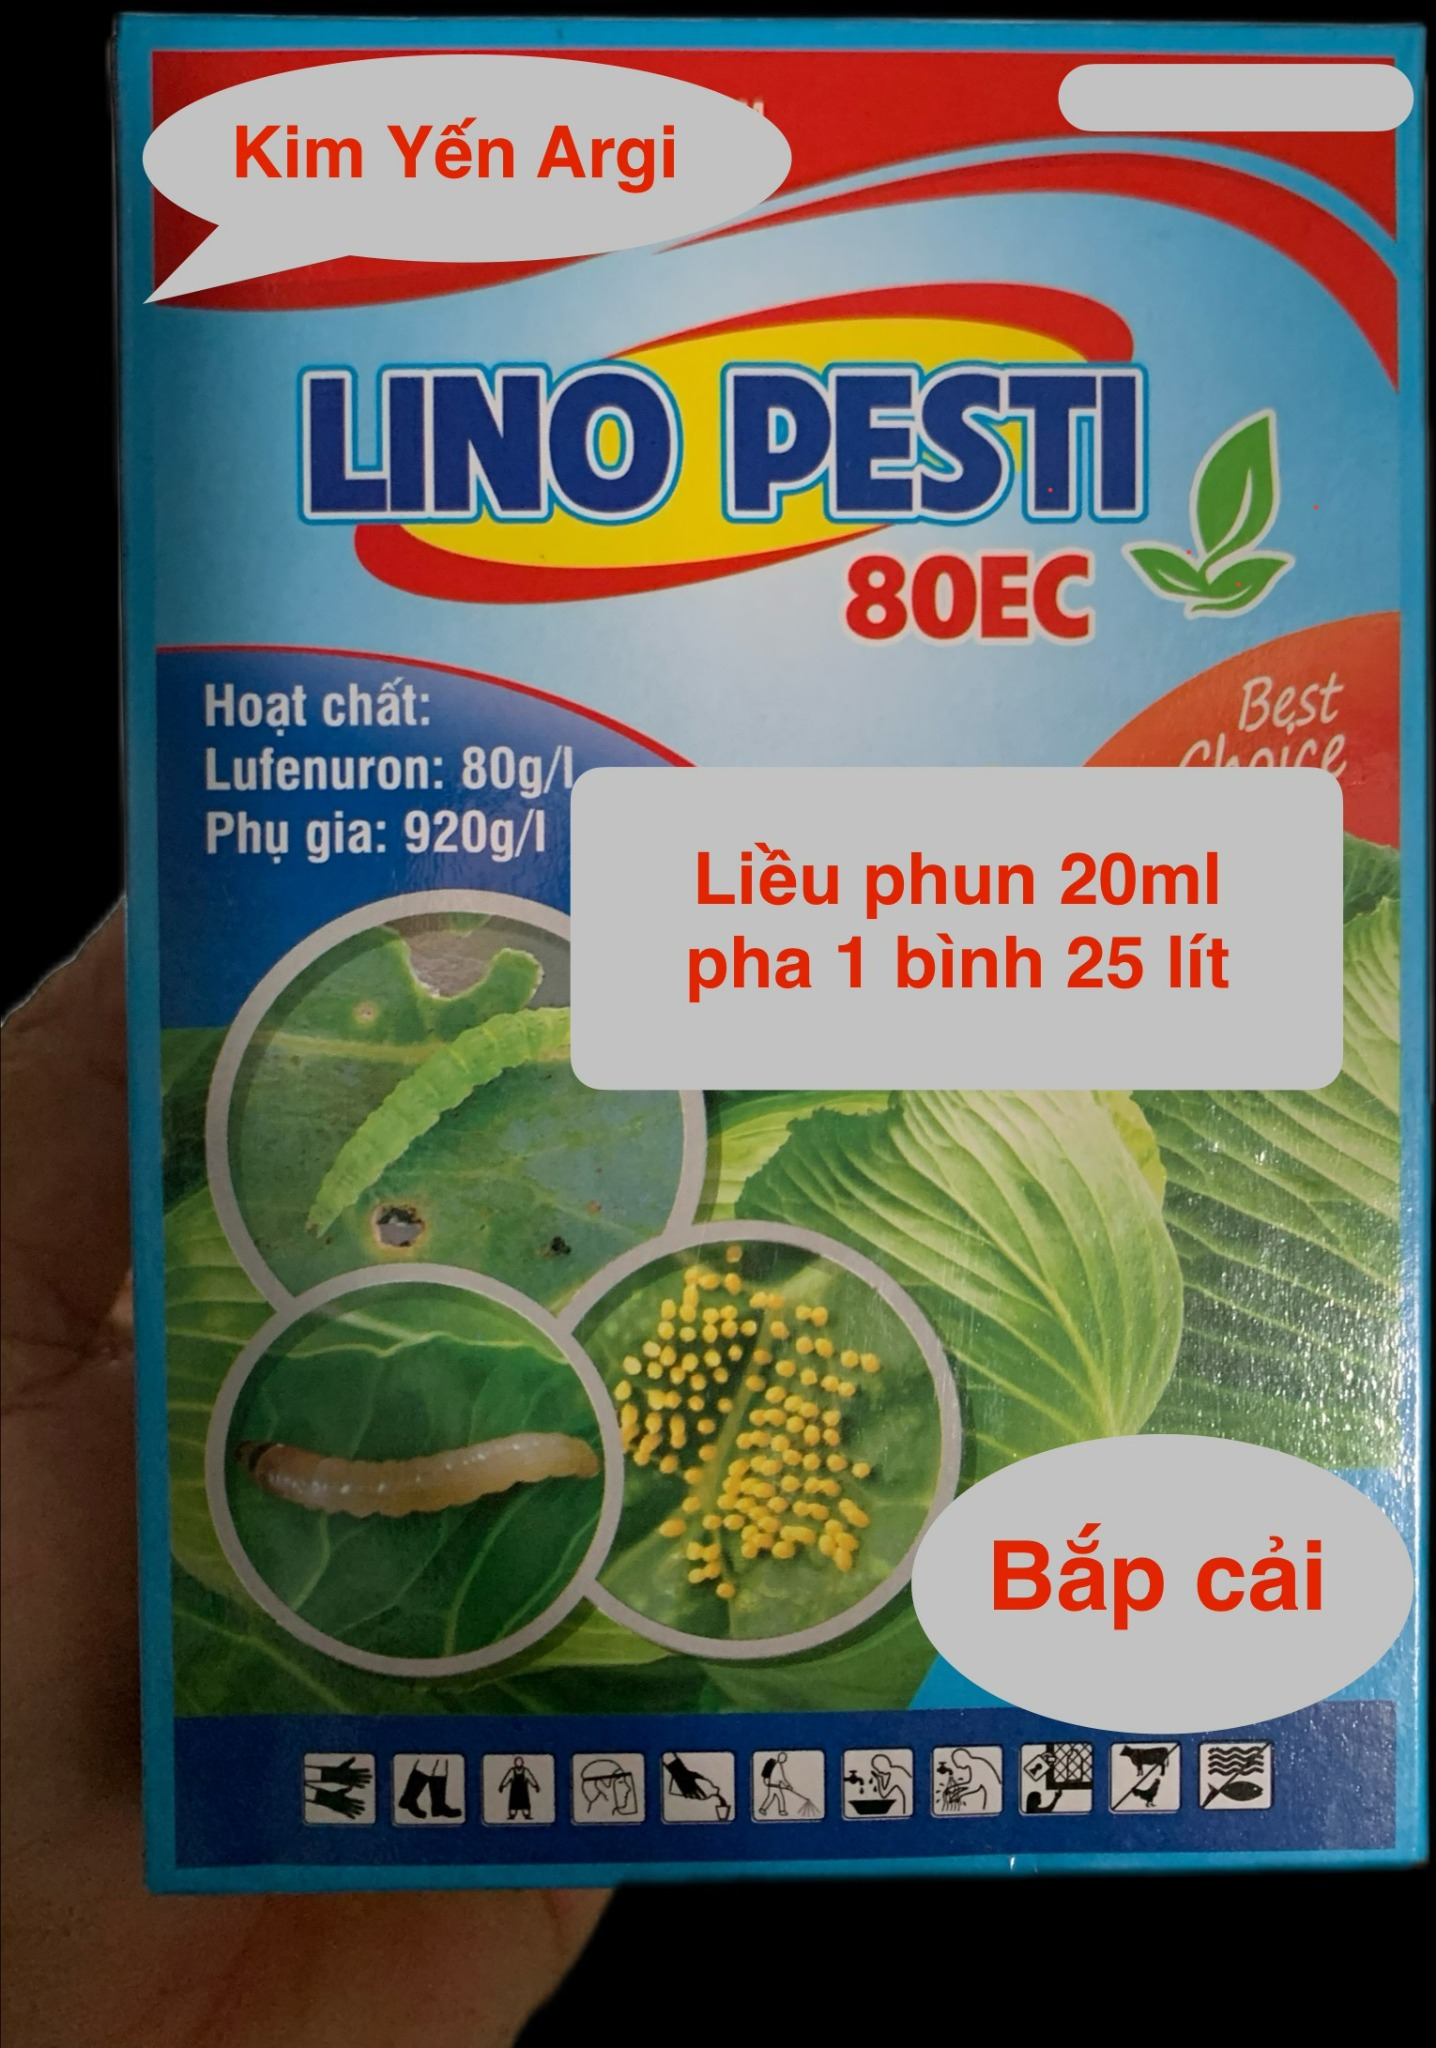 Kim Yến Argi
LINO PESTI
80EC
Hoạt chất:
Lufenuron: 80g/l
Phụ gia: 920g/l
Best
Choice
Liều phun 20ml
pha 1 bình 25 lít
Bắp cải